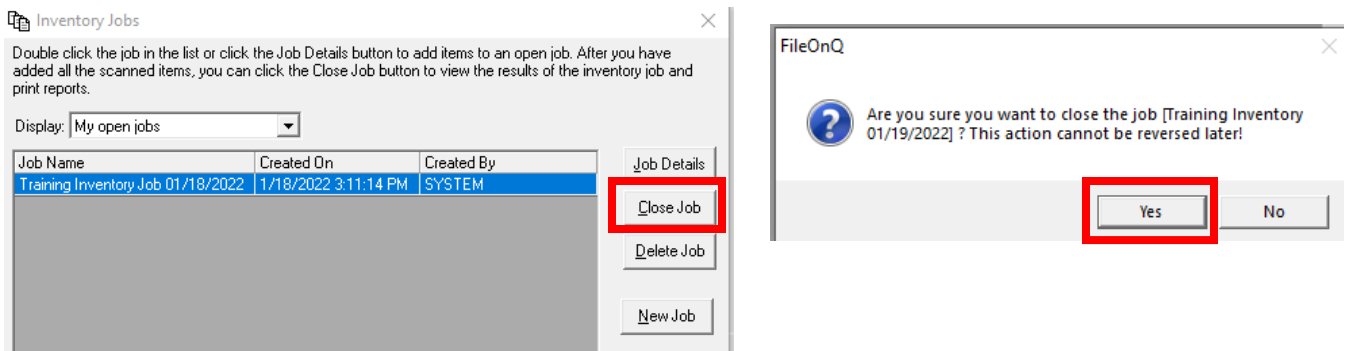 Inventory Jobs
Double click the job in the list or click the Job Details button to add items to an open job. After you have
added all the scanned items, you can click the Close Job button to view the results of the inventory job and
print reports.
Display: My open jobs
Job Name Created On Created By
Training Inventory Job 01/18/2022 1/18/2022 3:11:14 PM SYSTEM
Job Details
Close Job
Delete Job
New Job
FileOnQ
Are you sure you want to close the job [Training Inventory
01/19/2022] ? This action cannot be reversed later!
Yes No